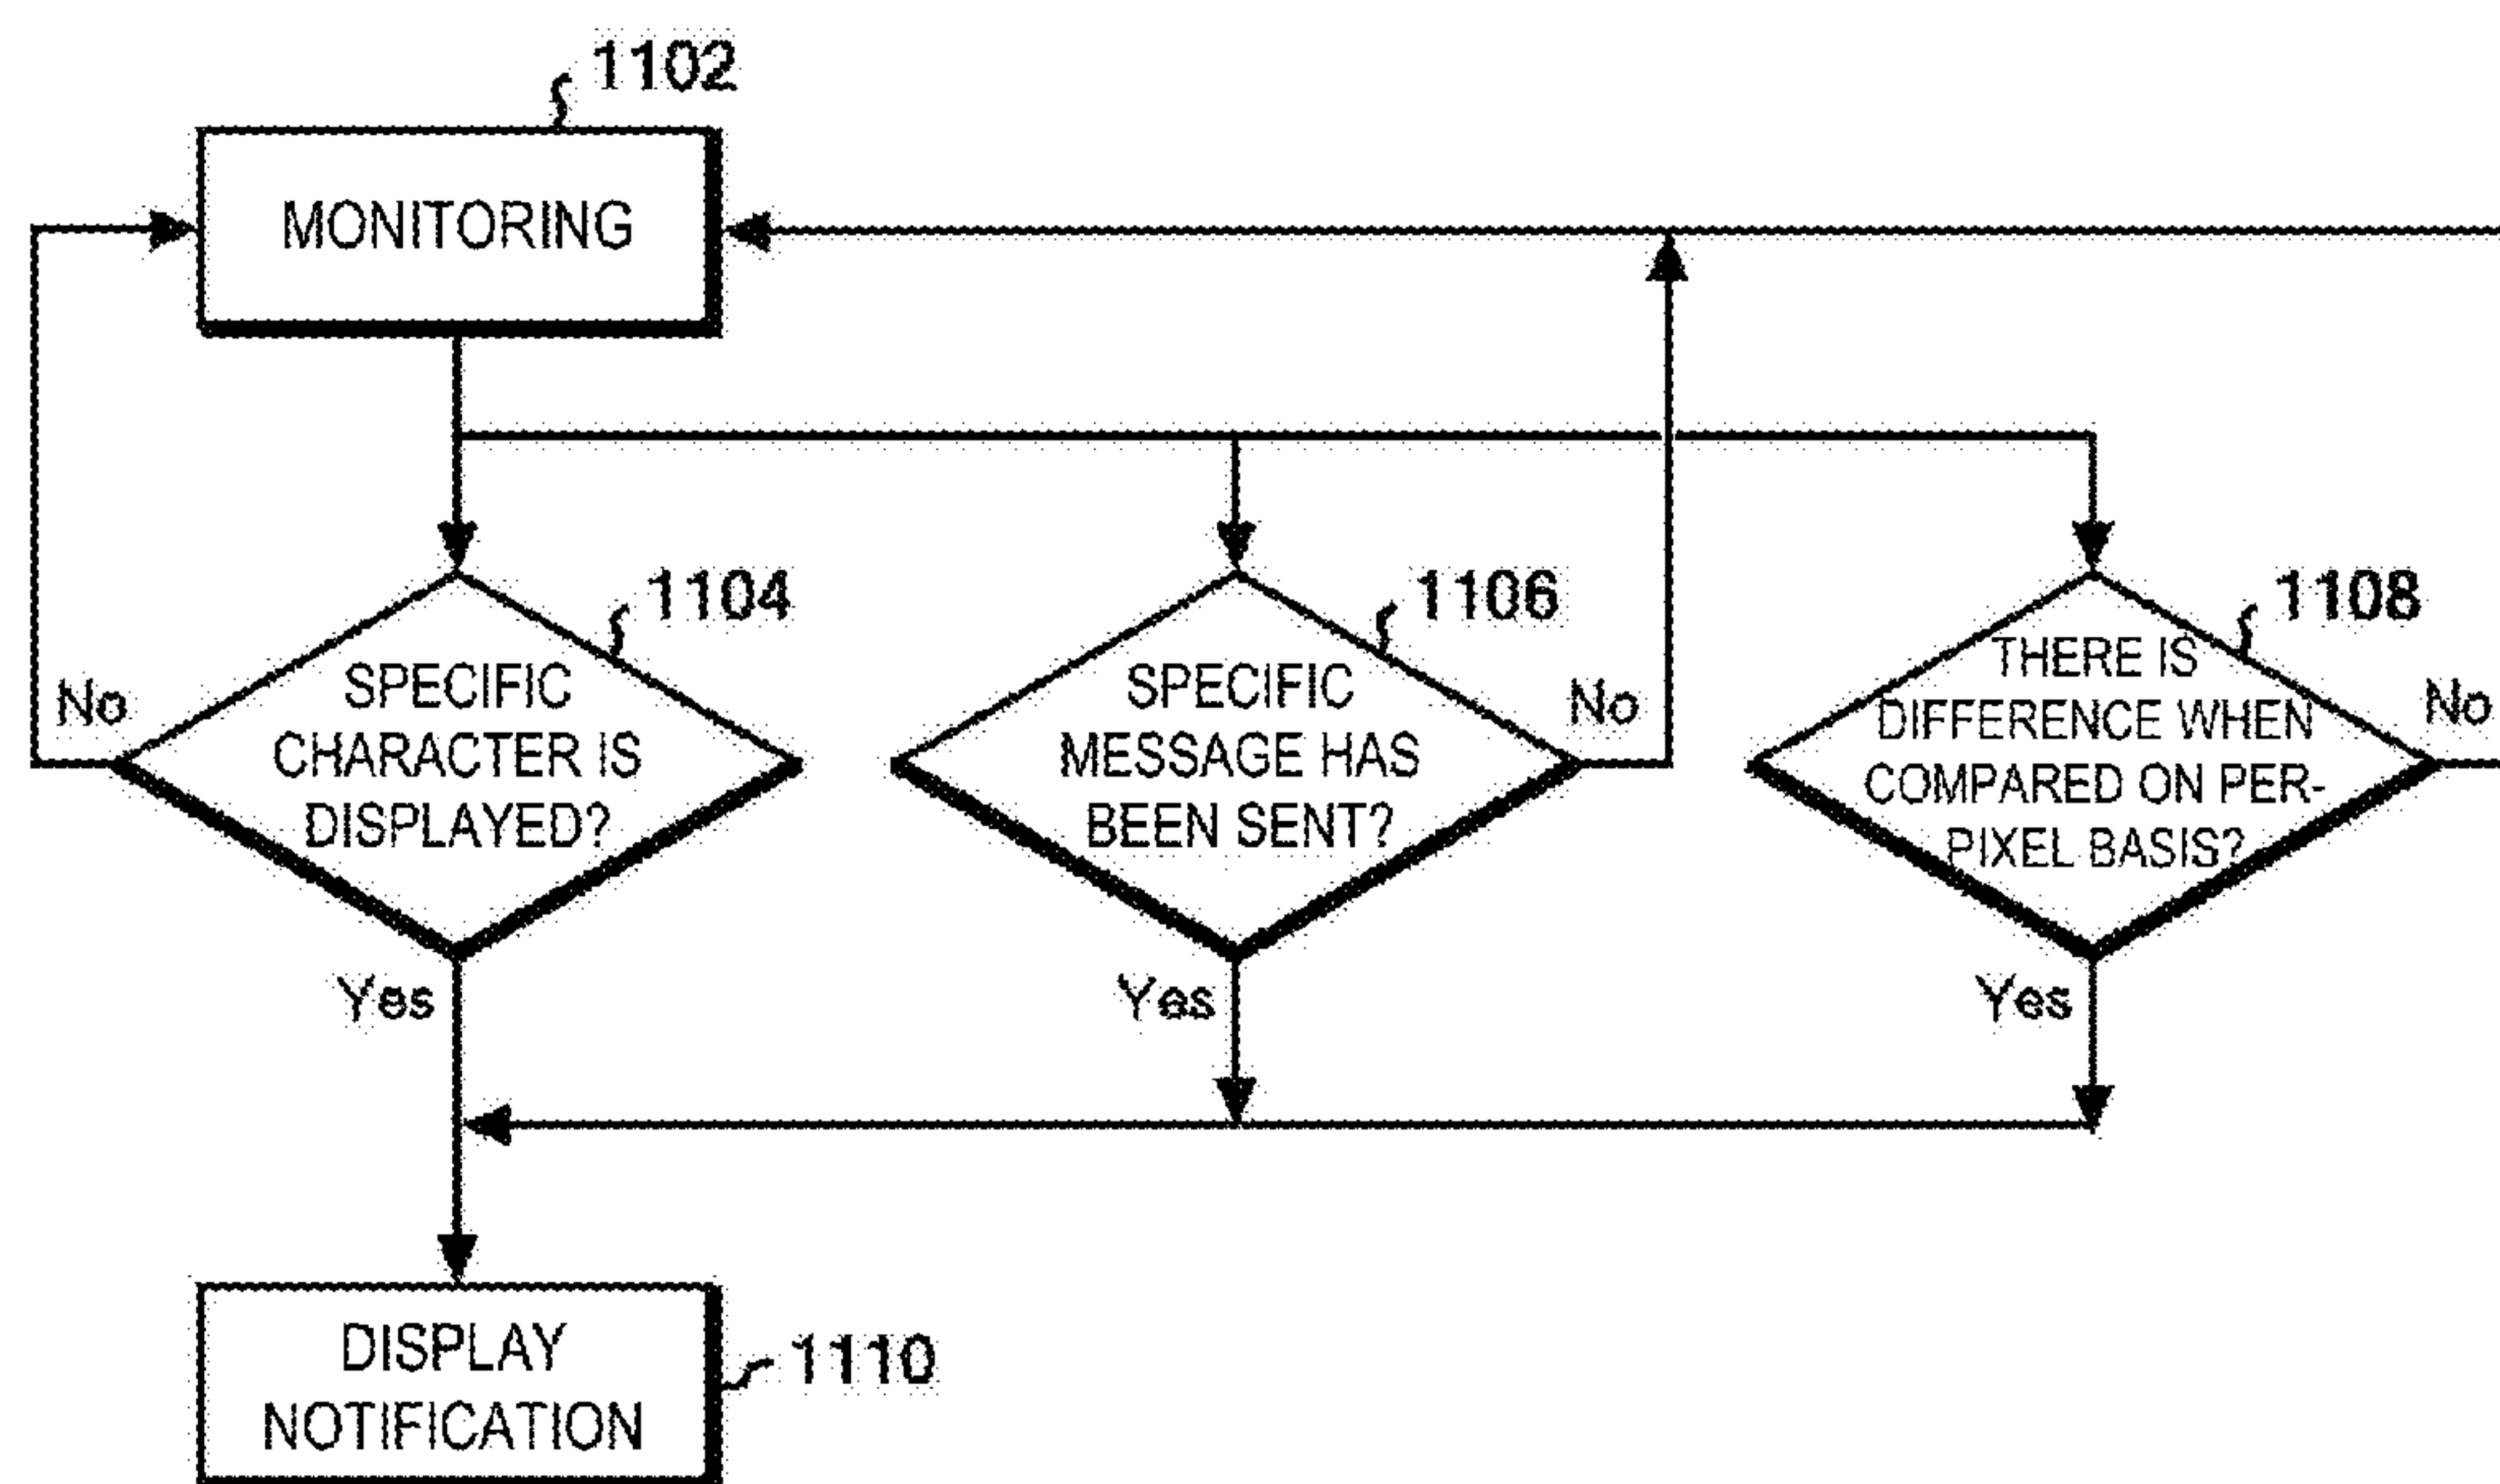 1102
MONITORING
1104
SPECIFIC
CHARACTER IS
DISPLAYED?
No
Yes
1106
SPECIFIC
MESSAGE HAS
BEEN SENT?
No
Yes
1108
THERE IS
DIFFERENCE WHEN
COMPARED ON PER-
PIXEL BASIS?
No
Yes
DISPLAY
NOTIFICATION
1110